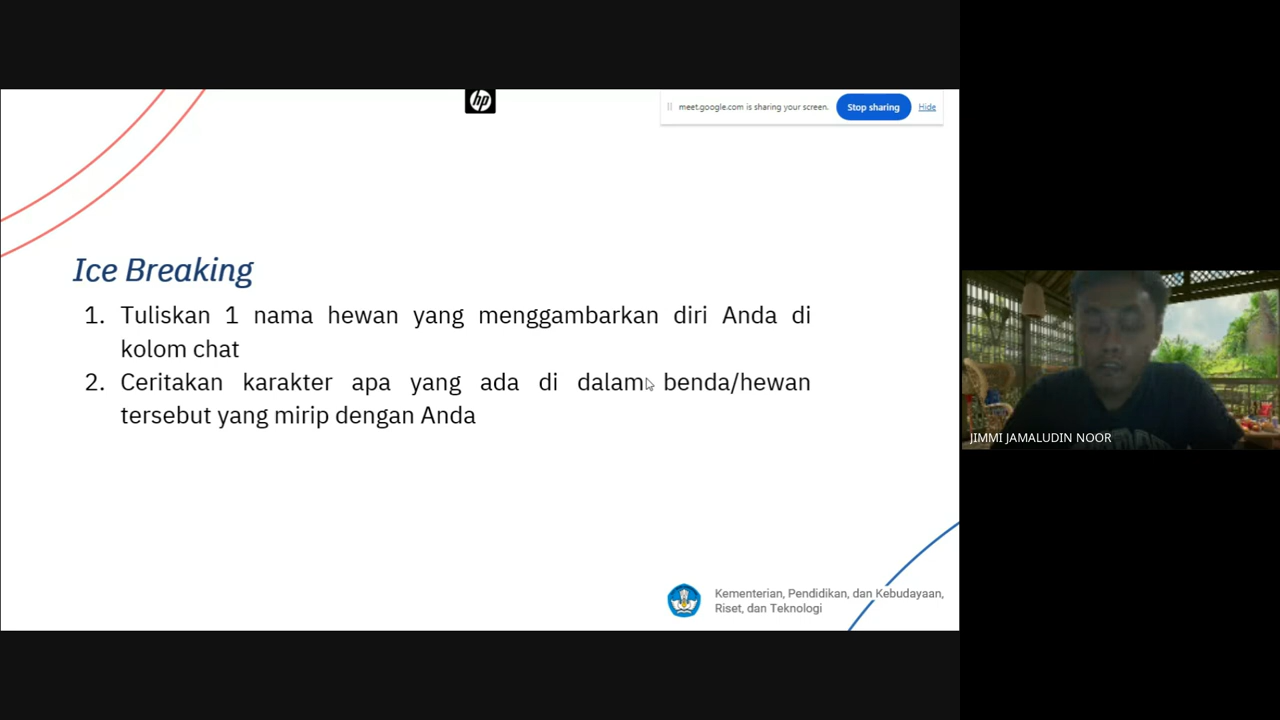 hp
meet.google.com is sharing your screen. Stop sharing Hide
Ice Breaking
1. Tuliskan 1 nama hewan yang menggambarkan diri Anda di
kolom chat
2. Ceritakan karakter apa yang ada di dalam benda/hewan
tersebut yang mirip dengan Anda
JIMMI JAMALUDIN NOOR
Kementerian, Pendidikan, dan Kebudayaan,
Riset, dan Teknologi